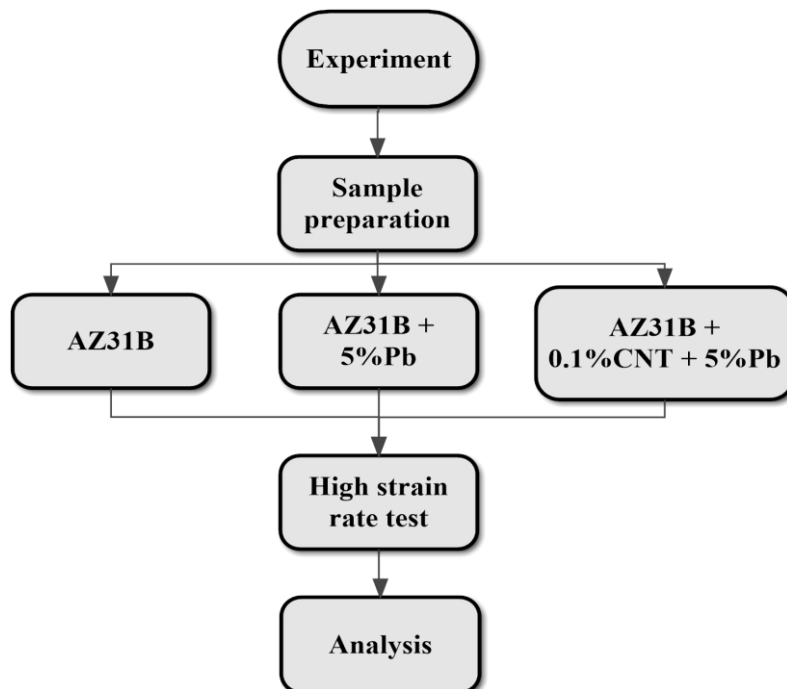 Experiment
Sample
preparation
AZ31B
AZ31B +
5%Pb
AZ31B +
0.1%CNT + 5%Pb
High strain
rate test
Analysis